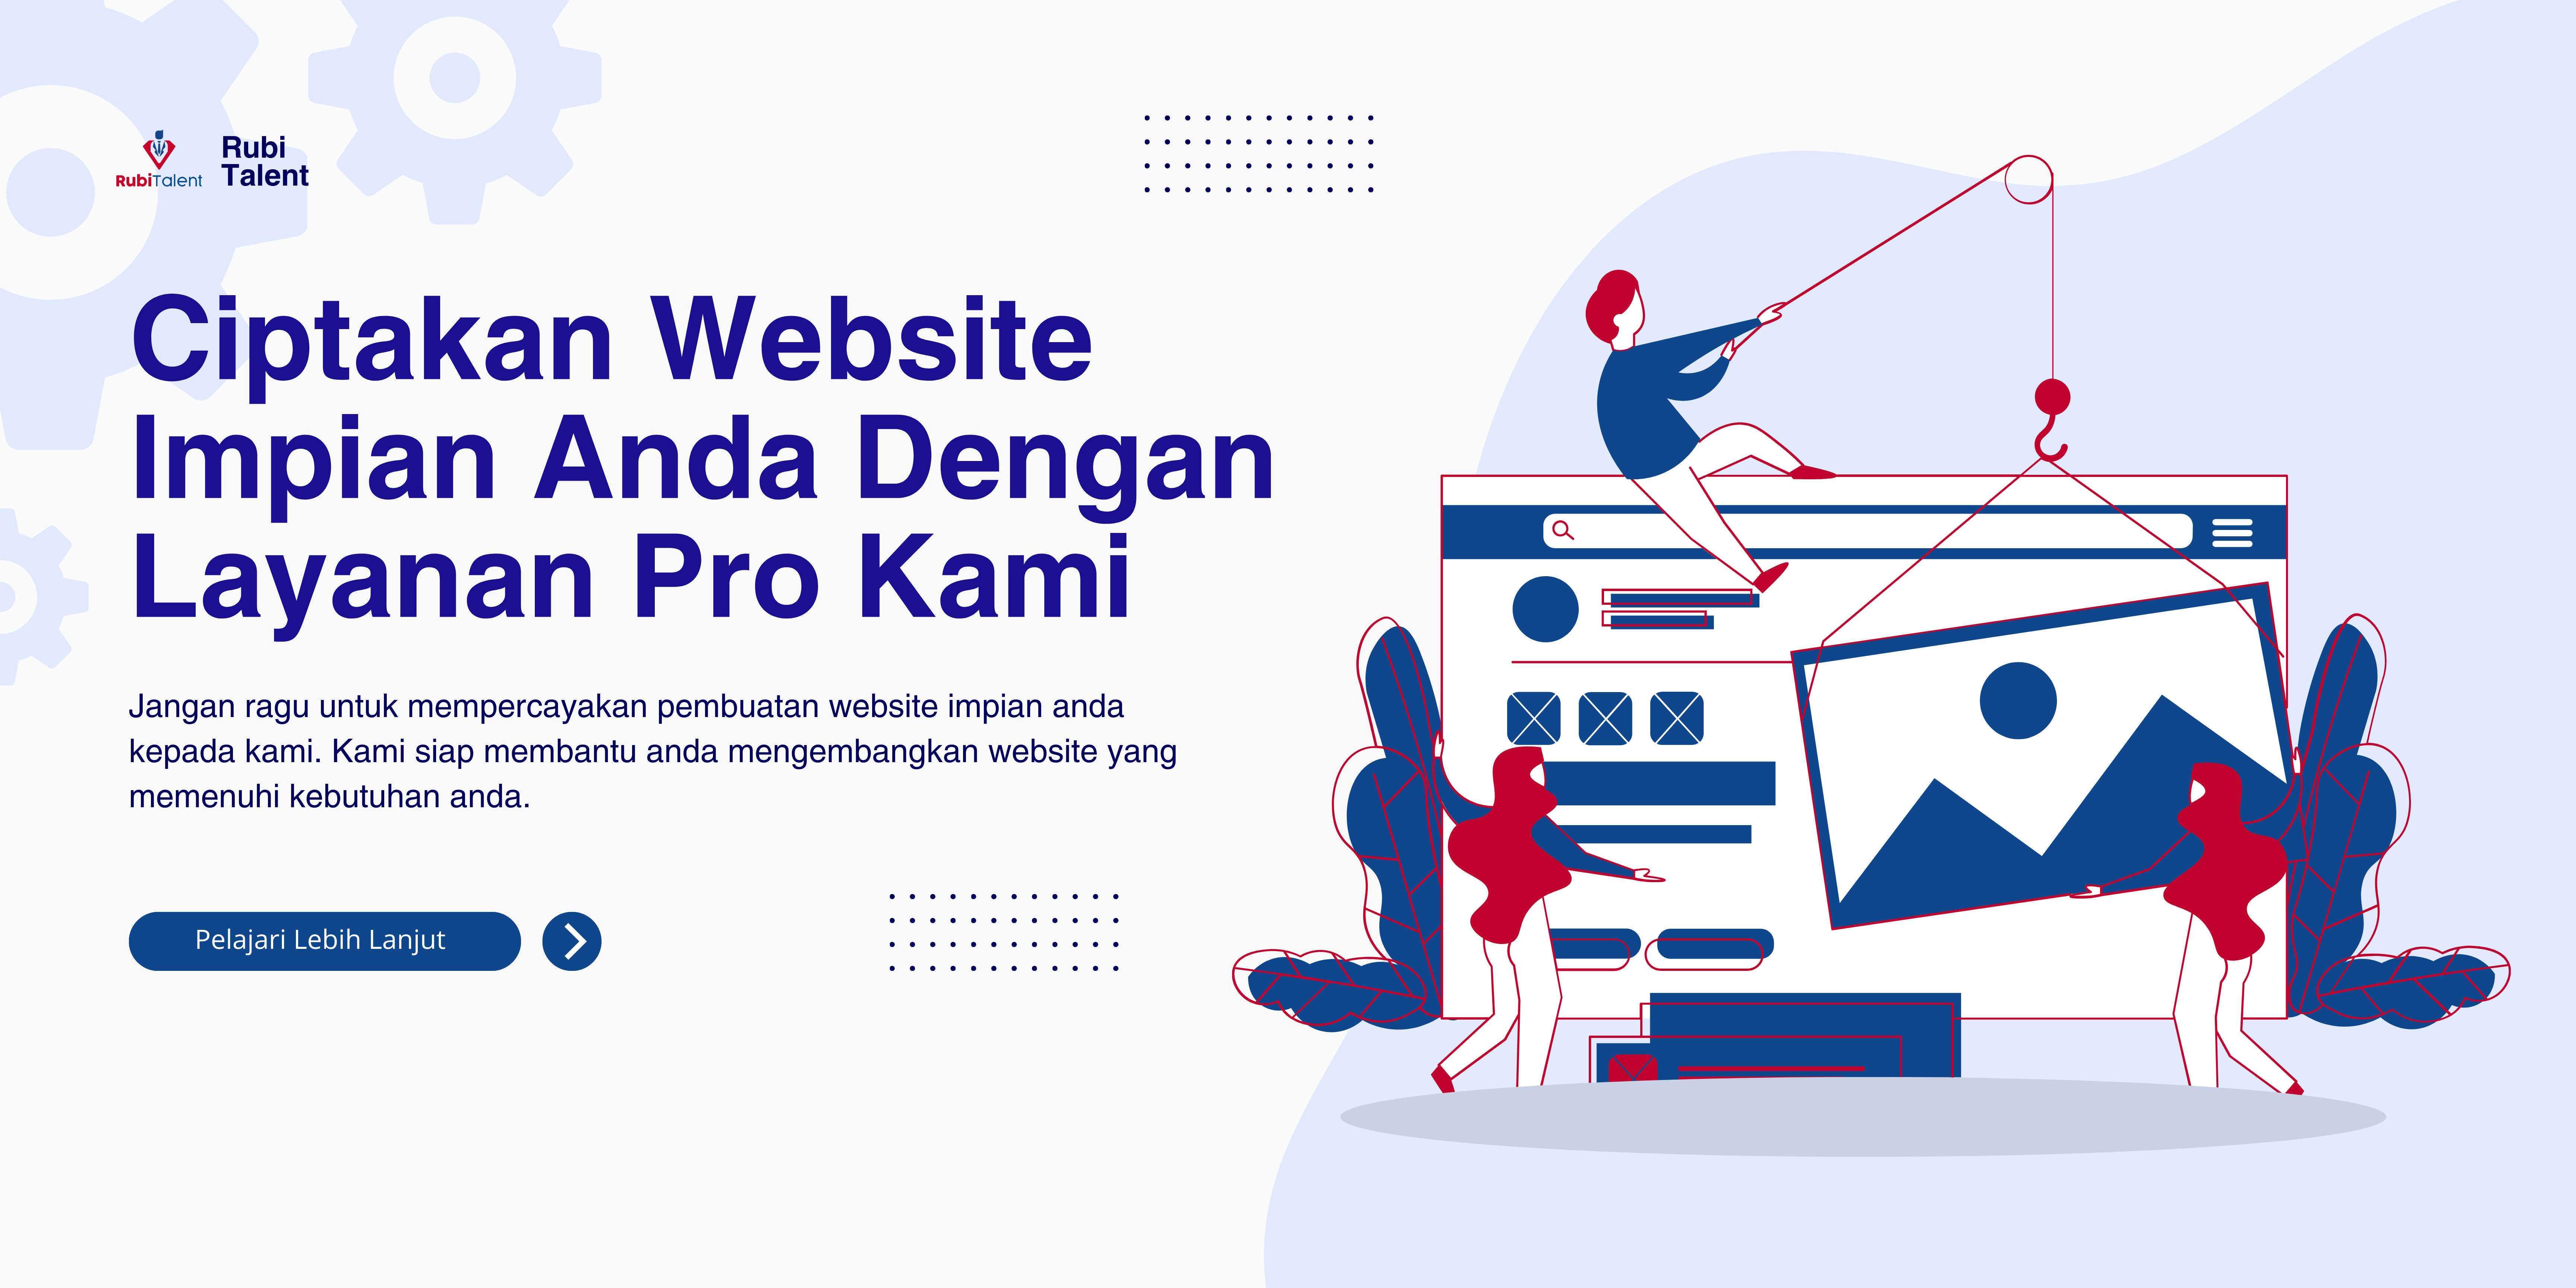 RubiTalent
Rubi
Talent
Ciptakan Website
Impian Anda Dengan
Layanan Pro Kami
Jangan ragu untuk mempercayakan pembuatan website impian anda
kepada kami. Kami siap membantu anda mengembangkan website yang
memenuhi kebutuhan anda.
Pelajari Lebih Lanjut